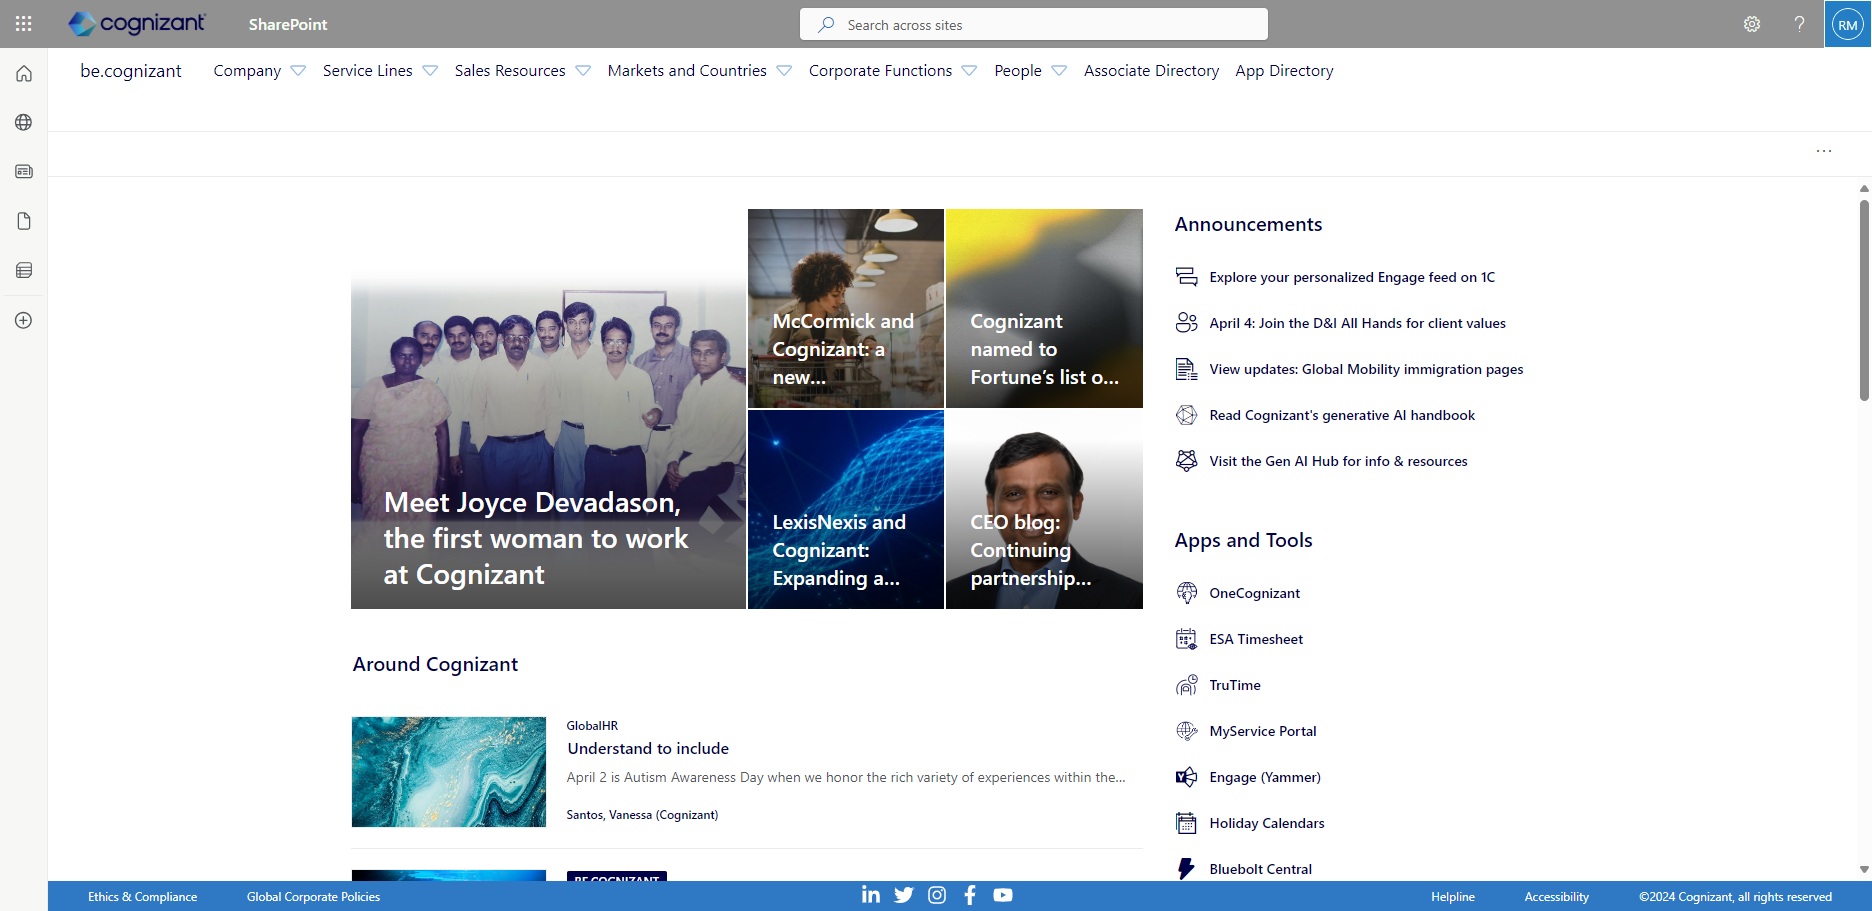 cognizant
SharePoint
Search across sites
RM
be.cognizant
Company
Service Lines
Sales Resources
Markets and Countries
Corporate Functions
People
Associate Directory
App Directory
McCormick and
Cognizant: a
new...
Cognizant
named to
Fortune’s list o...
Meet Joyce Devadason,
the first woman to work
at Cognizant
LexisNexis and
Cognizant:
Expanding a...
CEO blog:
Continuing
partnership...
Announcements
Explore your personalized Engage feed on 1C
April 4: Join the D&I All Hands for client values
View updates: Global Mobility immigration pages
Read Cognizant's generative AI handbook
Visit the Gen AI Hub for info & resources
Apps and Tools
OneCognizant
ESA Timesheet
TruTime
MyService Portal
Engage (Yammer)
Holiday Calendars
Bluebolt Central
Around Cognizant
GlobalHR
Understand to include
April 2 is Autism Awareness Day when we honor the rich variety of experiences within the...
Santos, Vanessa (Cognizant)
BE.COGNIZANT
Ethics & Compliance
Global Corporate Policies
Helpline
Accessibility
©2024 Cognizant, all rights reserved